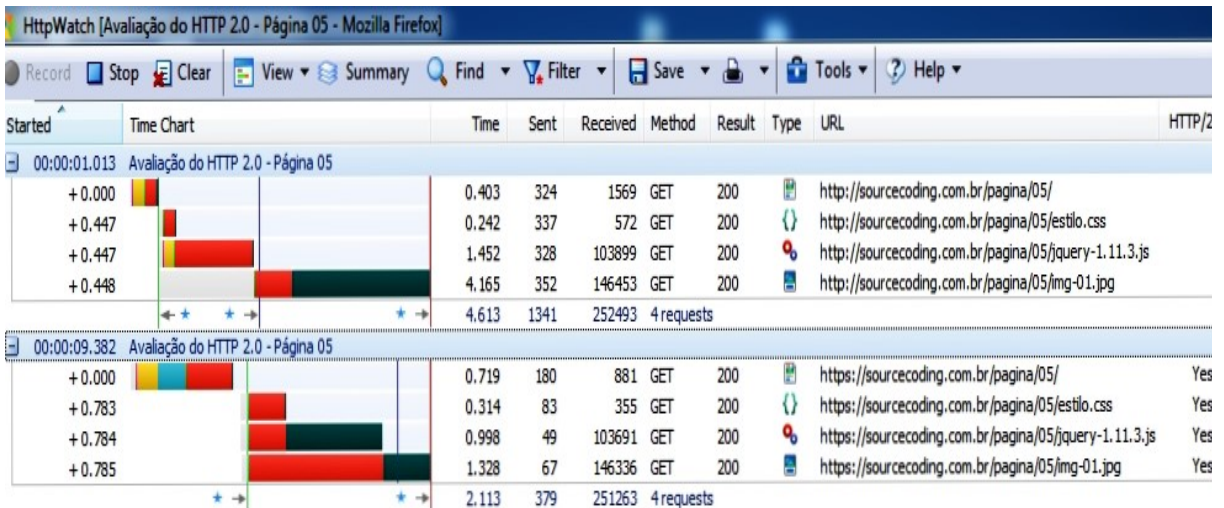 HttpWatch [Avaliação do HTTP 2.0 - Página 05 - Mozilla Firefox]
Record Stop Clear View Summary Find Filter Save Tools Help
Started Time Chart Time Sent Received Method Result Type URL HTTP/2
00:00:01.013 Avaliação do HTTP 2.0 - Página 05
+ 0.000 0.403 324 1569 GET 200 http://sourcecoding.com.br/pagina/05/
+ 0.447 0.242 337 572 GET 200 http://sourcecoding.com.br/pagina/05/estilo.css
+ 0.447 1.452 328 103899 GET 200 http://sourcecoding.com.br/pagina/05/jquery-1.11.3.js
+ 0.448 4.165 352 146453 GET 200 http://sourcecoding.com.br/pagina/05/img-01.jpg
4.613 1341 252493 4 requests
00:00:09.382 Avaliação do HTTP 2.0 - Página 05
+ 0.000 0.719 180 881 GET 200 https://sourcecoding.com.br/pagina/05/ Yes
+ 0.783 0.314 83 355 GET 200 https://sourcecoding.com.br/pagina/05/estilo.css Yes
+ 0.784 0.998 49 103691 GET 200 https://sourcecoding.com.br/pagina/05/jquery-1.11.3.js Yes
+ 0.785 1.328 67 146336 GET 200 https://sourcecoding.com.br/pagina/05/img-01.jpg Yes
2.113 379 251263 4 requests